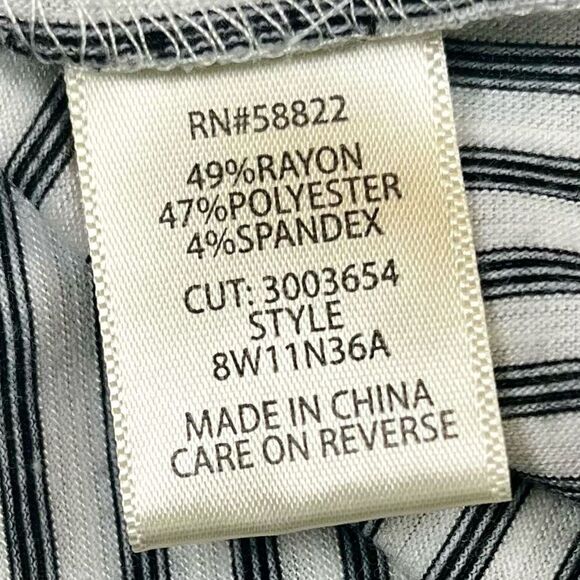 RN#58822
49%RAYON
47%POLYESTER
4%SPANDEX
CUT: 3003654
STYLE
8W11N36A
MADE IN CHINA
CARE ON REVERSE